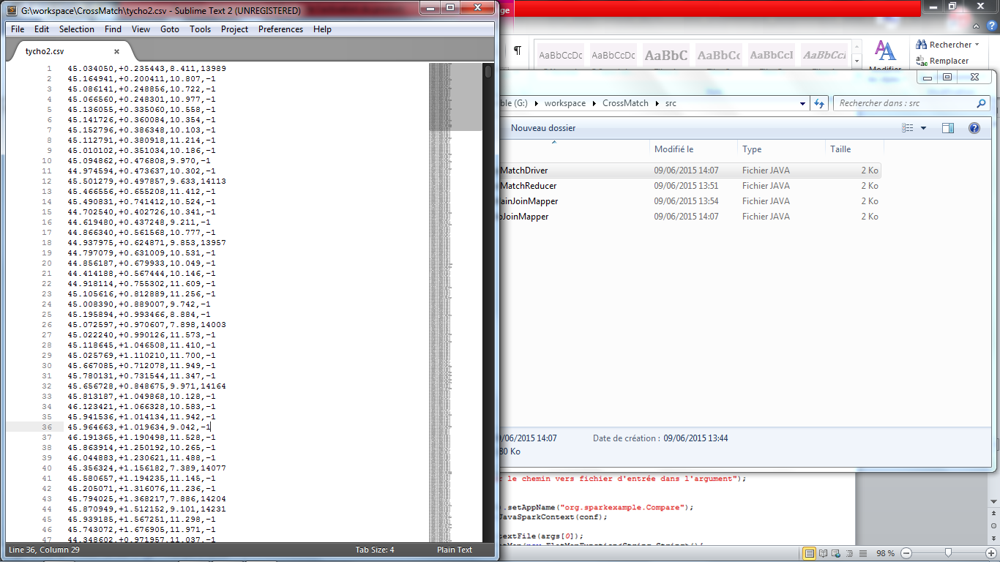 G:\workspace\CrossMatch\tycho2.csv - Sublime Text 2 (UNREGISTERED)
File Edit Selection Find View Goto Tools Project Preferences Help
tycho2.csv
1 45.034050,+0.235443,8.411,13989
2 45.164941,+0.200411,10.807,-1
3 45.086141,+0.248856,10.722,-1
4 45.066560,+0.248301,10.977,-1
5 45.136055,+0.335060,10.558,-1
6 45.141726,+0.360084,10.354,-1
7 45.152796,+0.386348,10.103,-1
8 45.112791,+0.380918,11.214,-1
9 45.010102,+0.351034,10.186,-1
10 45.094862,+0.476808,9.970,-1
11 44.974594,+0.473637,10.302,-1
12 45.501279,+0.497857,9.633,14113
13 45.466556,+0.655208,11.412,-1
14 45.490831,+0.741412,10.524,-1
15 44.702540,+0.402726,10.341,-1
16 44.619480,+0.437248,9.211,-1
17 44.866340,+0.561568,10.777,-1
18 44.937975,+0.624871,9.853,13957
19 44.797079,+0.631009,10.531,-1
20 44.856187,+0.679933,10.049,-1
21 44.414188,+0.567444,10.146,-1
22 44.918114,+0.755302,11.609,-1
23 45.105616,+0.812889,11.256,-1
24 45.008390,+0.889007,9.742,-1
25 45.195894,+0.993466,8.884,-1
26 45.072597,+0.970607,7.898,14003
27 45.022240,+0.990126,11.573,-1
28 45.118645,+1.046508,11.410,-1
29 45.025769,+1.110210,11.700,-1
30 45.667085,+0.712078,11.949,-1
31 45.780131,+0.731544,11.347,-1
32 45.656728,+0.848675,9.971,14164
33 45.813187,+1.049868,10.128,-1
34 46.123421,+1.066328,10.583,-1
35 45.941536,+1.014134,11.942,-1
36 45.964663,+1.019634,9.042,-1
37 46.191365,+1.190498,11.528,-1
38 45.863914,+1.250192,10.265,-1
39 46.044883,+1.230621,11.488,-1
40 45.356324,+1.156182,7.389,14077
41 45.580657,+1.194235,11.145,-1
42 45.205071,+1.316076,11.236,-1
43 45.794025,+1.368217,7.886,14204
44 45.870949,+1.512152,9.101,14231
45 45.939185,+1.567251,11.298,-1
46 45.743072,+1.676905,11.971,-1
47 44.348602,+0.971957,11.037,-1
Line 36, Column 29 Tab Size: 4 Plain Text
ge
¶ AaBbCcDc AaBbCcDc AaBbC AaBbCc AaBbCcI AaBbCcI A Rechercher
Remplacer
ble (G:) workspace CrossMatch src Rechercher dans : src
Nouveau dossier
Modifié le Type Taille
MatchDriver 09/06/2015 14:07 Fichier JAVA 2 Ko
MatchReducer 09/06/2015 13:51 Fichier JAVA 2 Ko
ainJoinMapper 09/06/2015 13:54 Fichier JAVA 2 Ko
oJoinMapper 09/06/2015 14:07 Fichier JAVA 2 Ko
/06/2015 14:07 Date de création : 09/06/2015 13:44
80 Ko
r le chemin vers fichier d'entrée dans l'argument");
).setAppName("org.sparkexample.Compare");
JavaSparkContext(conf);
extFile(args[0]);
98 %